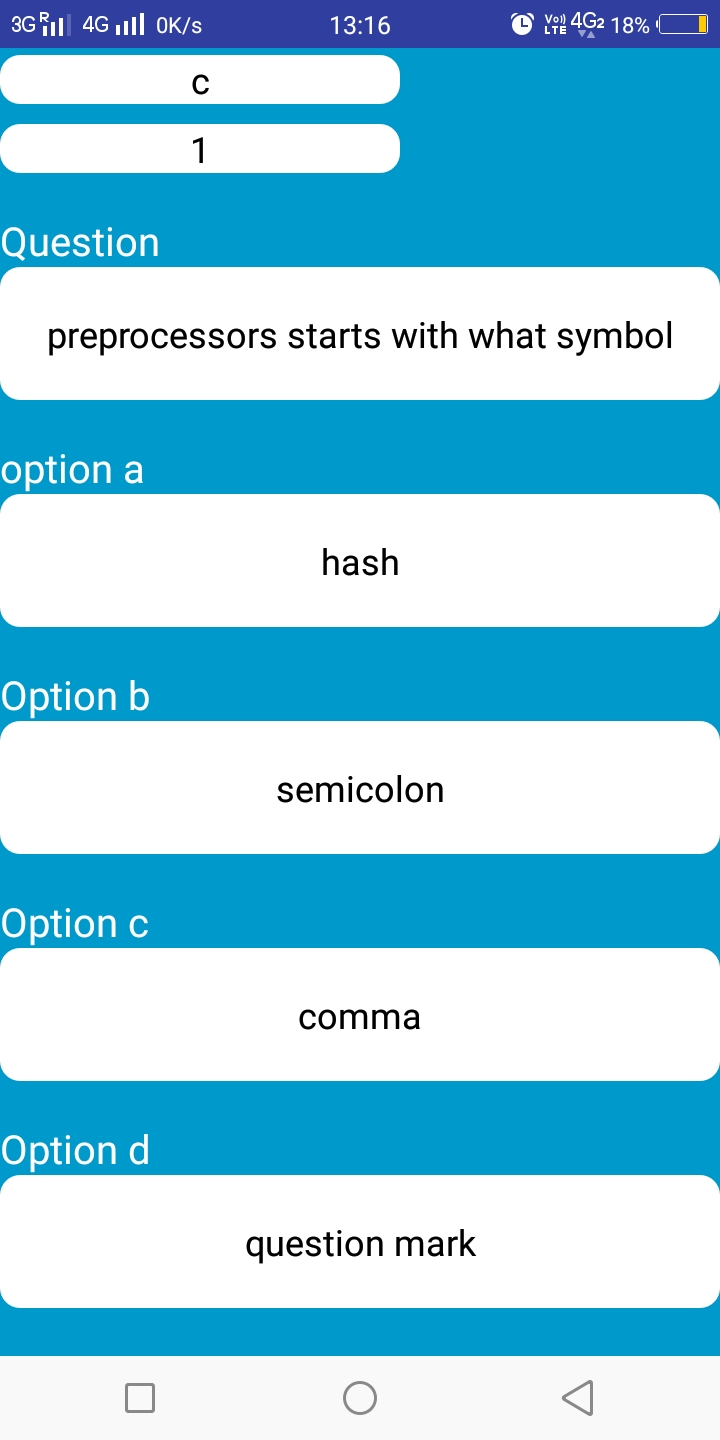 3G R 4G 0K/s 13:16 Vo)) LTE 4G2 18%
c
1
Question
preprocessors starts with what symbol
option a
hash
Option b
semicolon
Option c
comma
Option d
question mark